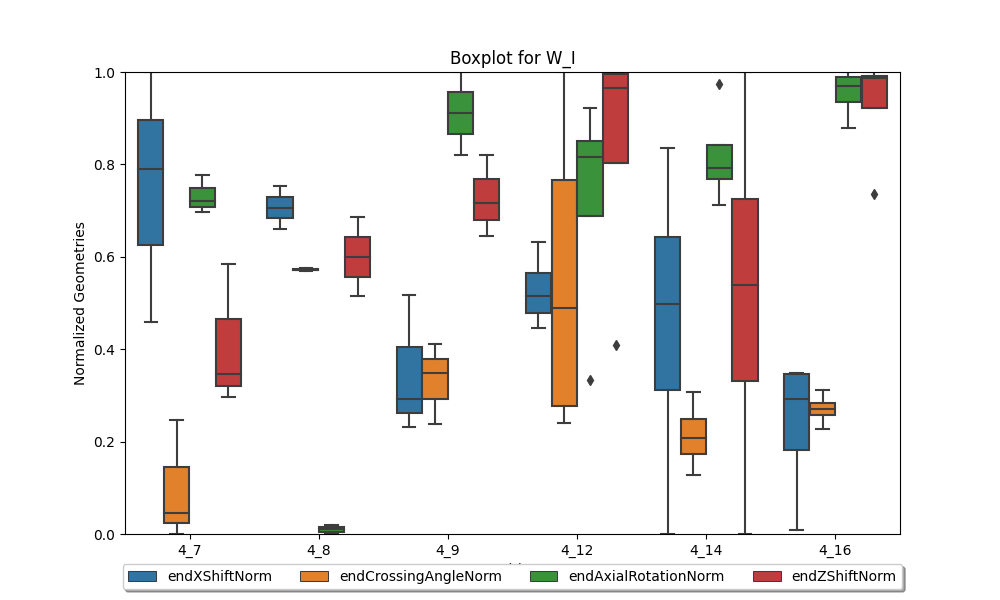 Boxplot for W_I
Normalized Geometries
1.0
0.8
0.6
0.4
0.2
0.0
4_7 4_8 4_9 4_12 4_14 4_16
endXShiftNorm endCrossingAngleNorm endAxialRotationNorm endZShiftNorm